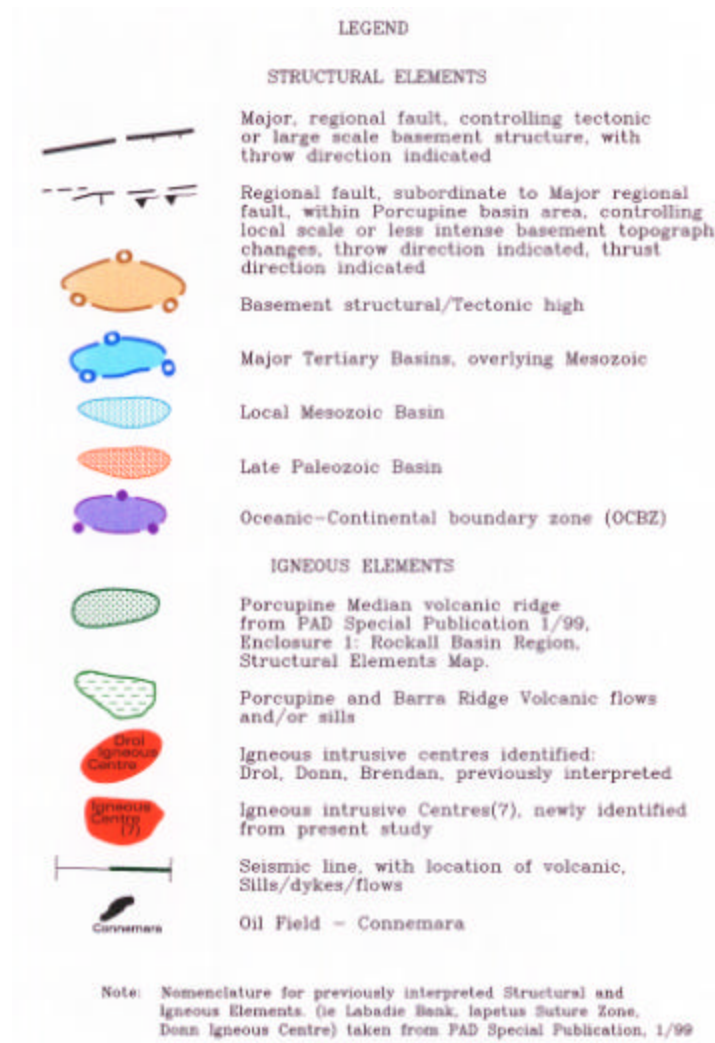 LEGEND
STRUCTURAL ELEMENTS
Major, regional fault, controlling tectonic
or large scale basement structure, with
throw direction indicated
Regional fault, subordinate to Major regional
fault, within Porcupine basin area, controlling
local scale or less intense basement topograph
changes, throw direction indicated, thrust
direction indicated
Basement structural/Tectonic high
Major Tertiary Basins, overlying Mesozoic
Local Mesozoic Basin
Late Paleozoic Basin
Oceanic-Continental boundary zone (OCBZ)
IGNEOUS ELEMENTS
Porcupine Median volcanic ridge
from PAD Special Publication 1/99,
Enclosure 1: Rockall Basin Region,
Structural Elements Map.
Porcupine and Barra Ridge Volcanic flows
and/or sills
Drol
Igneous
Centre
Igneous intrusive centres identified:
Drol, Donn, Brendan, previously interpreted
Igneous
Centre
(7)
Igneous intrusive Centres(7), newly identified
from present study
Seismic line, with location of volcanic,
Sills/dykes/flows
Connemara
Oil Field - Connemara
Note: Nomenclature for previously interpreted Structural and
Igneous Elements. (ie Labadie Bank, Iapetus Suture Zone,
Donn Igneous Centre) taken from PAD Special Publication, 1/99